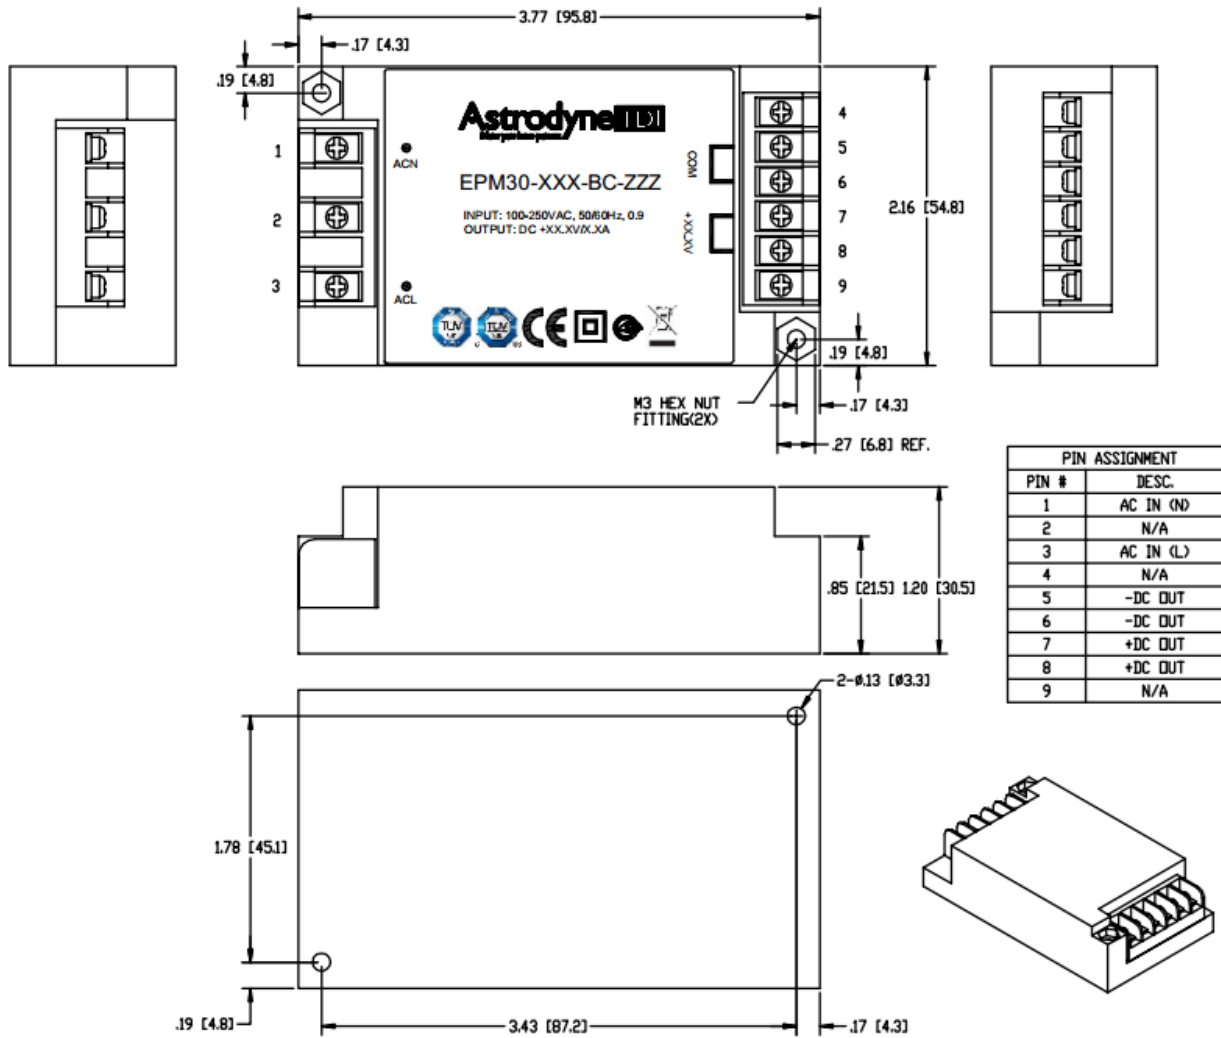 3.77 [95.8]
.17 [4.3]
.19 [4.8]
Astrodyne TDI
4
1
5
ACN
COM
EPM30-XXX-BC-ZZZ
6
INPUT: 100-250VAC, 50/60Hz, 0.9
OUTPUT: DC +XX.XV/X.XA
2
7
2.16 [54.8]
+XX.XV
8
3
9
ACL
TUV
TUV
C US
CE
.19 [4.8]
M3 HEX NUT
FITTING(2X)
.17 [4.3]
.27 [6.8] REF.
PIN ASSIGNMENT
PIN # DESC.
1 AC IN (N)
2 N/A
3 AC IN (L)
4 N/A
5 -DC OUT
6 -DC OUT
7 +DC OUT
8 +DC OUT
9 N/A
.85 [21.5] 1.20 [30.5]
2-ø.13 [ø3.3]
1.78 [45.1]
.19 [4.8]
3.43 [87.2]
.17 [4.3]